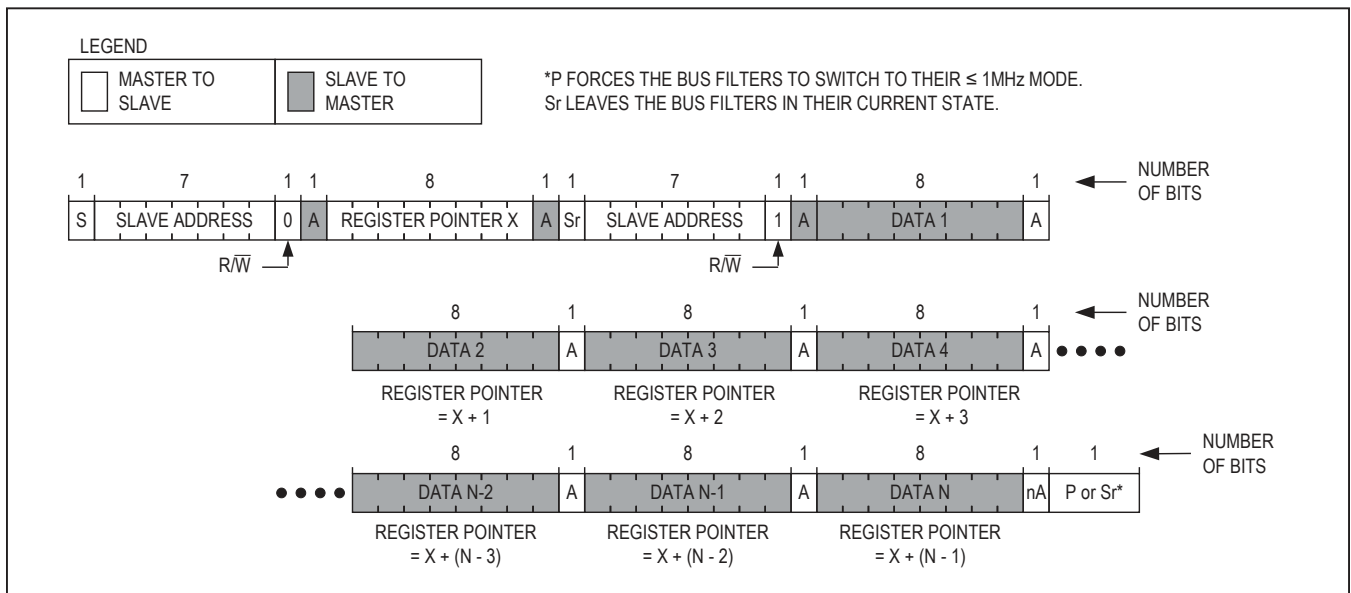 LEGEND
MASTER TO
SLAVE
SLAVE TO
MASTER
*P FORCES THE BUS FILTERS TO SWITCH TO THEIR ≤ 1MHz MODE.
Sr LEAVES THE BUS FILTERS IN THEIR CURRENT STATE.
1 7 1 1 8 1 1 7 1 1 8 1
NUMBER
OF BITS
S SLAVE ADDRESS 0 A REGISTER POINTER X A Sr SLAVE ADDRESS 1 A DATA 1 A
R/W̅ R/W̅
8 1 8 1 8 1
NUMBER
OF BITS
DATA 2 A DATA 3 A DATA 4 A
REGISTER POINTER REGISTER POINTER REGISTER POINTER
= X + 1 = X + 2 = X + 3
8 1 8 1 8 1 1
NUMBER
OF BITS
DATA N-2 A DATA N-1 A DATA N nA P or Sr*
REGISTER POINTER REGISTER POINTER REGISTER POINTER
= X + (N - 3) = X + (N - 2) = X + (N - 1)